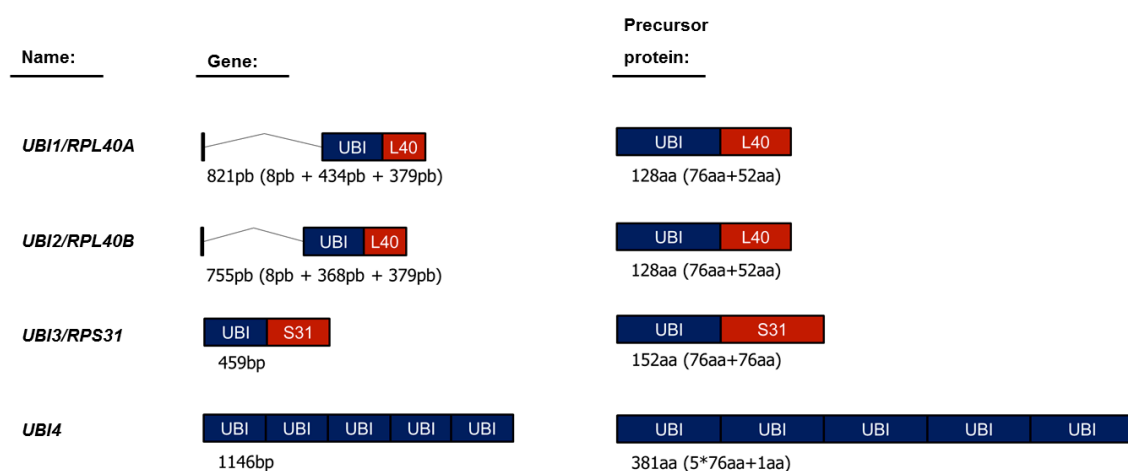 Name:
Gene:
Precursor
protein:
UBI1/RPL40A
UBI L40
821pb (8pb + 434pb + 379pb)
UBI L40
128aa (76aa+52aa)
UBI2/RPL40B
UBI L40
755pb (8pb + 368pb + 379pb)
UBI L40
128aa (76aa+52aa)
UBI3/RPS31
UBI S31
459bp
UBI S31
152aa (76aa+76aa)
UBI4
UBI UBI UBI UBI UBI
1146bp
UBI UBI UBI UBI UBI
381aa (5*76aa+1aa)